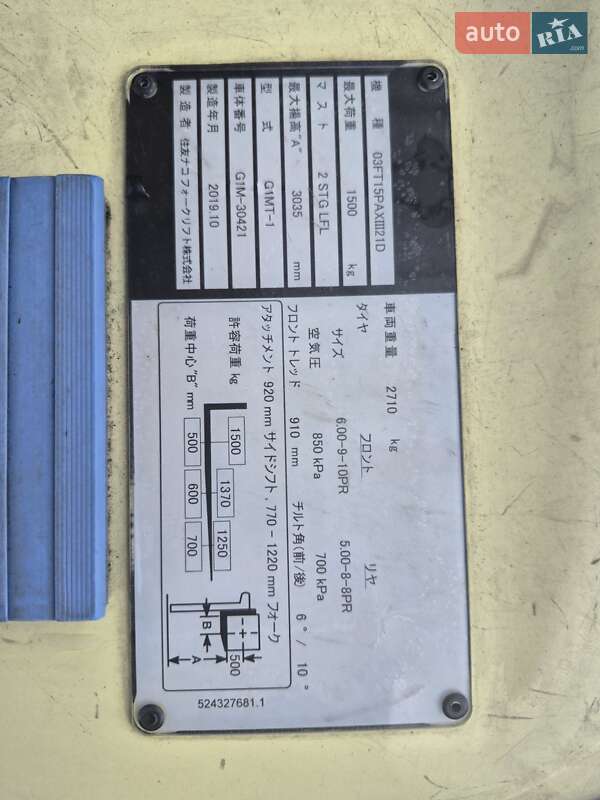 auto RIA .com
機 種 03FT15PAXⅢ21D
最大荷重 1500 kg
マ ス ト 2 STG LFL
最大揚高"A" 3035 mm
型 式 G1MT-1
車体番号 G1M-30421
製造年月 2019.10
製 造 者 住友ナコ フォークリフト株式会社
車両重量 2710 kg
タイヤ フロント リヤ
サイズ 6.00-9-10PR 5.00-8-8PR
空気圧 850 kPa 700 kPa
フロント トレッド 910 mm チルト角(前/後) 6 ° / 10 °
アタッチメント 920 mm サイドシフト, 770 - 1220 mm フォーク
許容荷重 kg 1500 1370 1250
荷重中心"B" mm 500 600 700
500
B
A
524327681.1